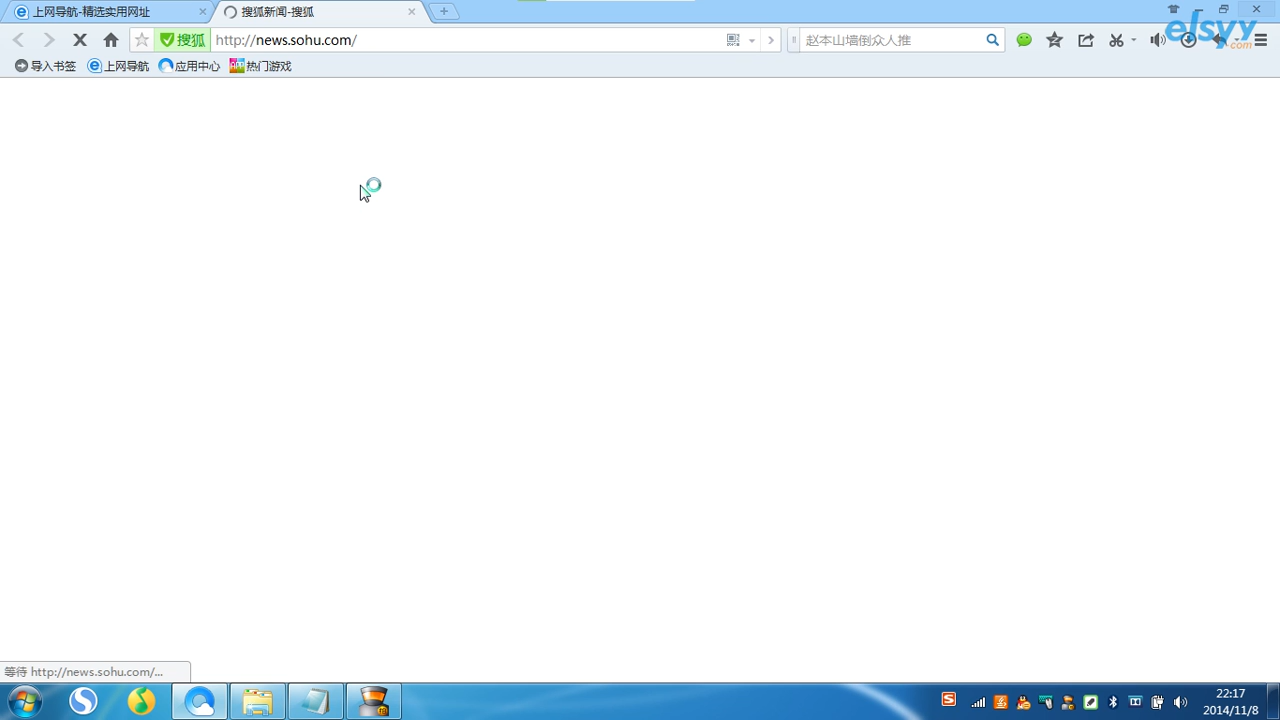 上网导航-精选实用网址
搜狐新闻-搜狐
elsyy
.com
搜狐
http://news.sohu.com/
赵本山墙倒众人推
导入书签
上网导航
应用中心
热门游戏
等待 http://news.sohu.com/...
22:17
2014/11/8